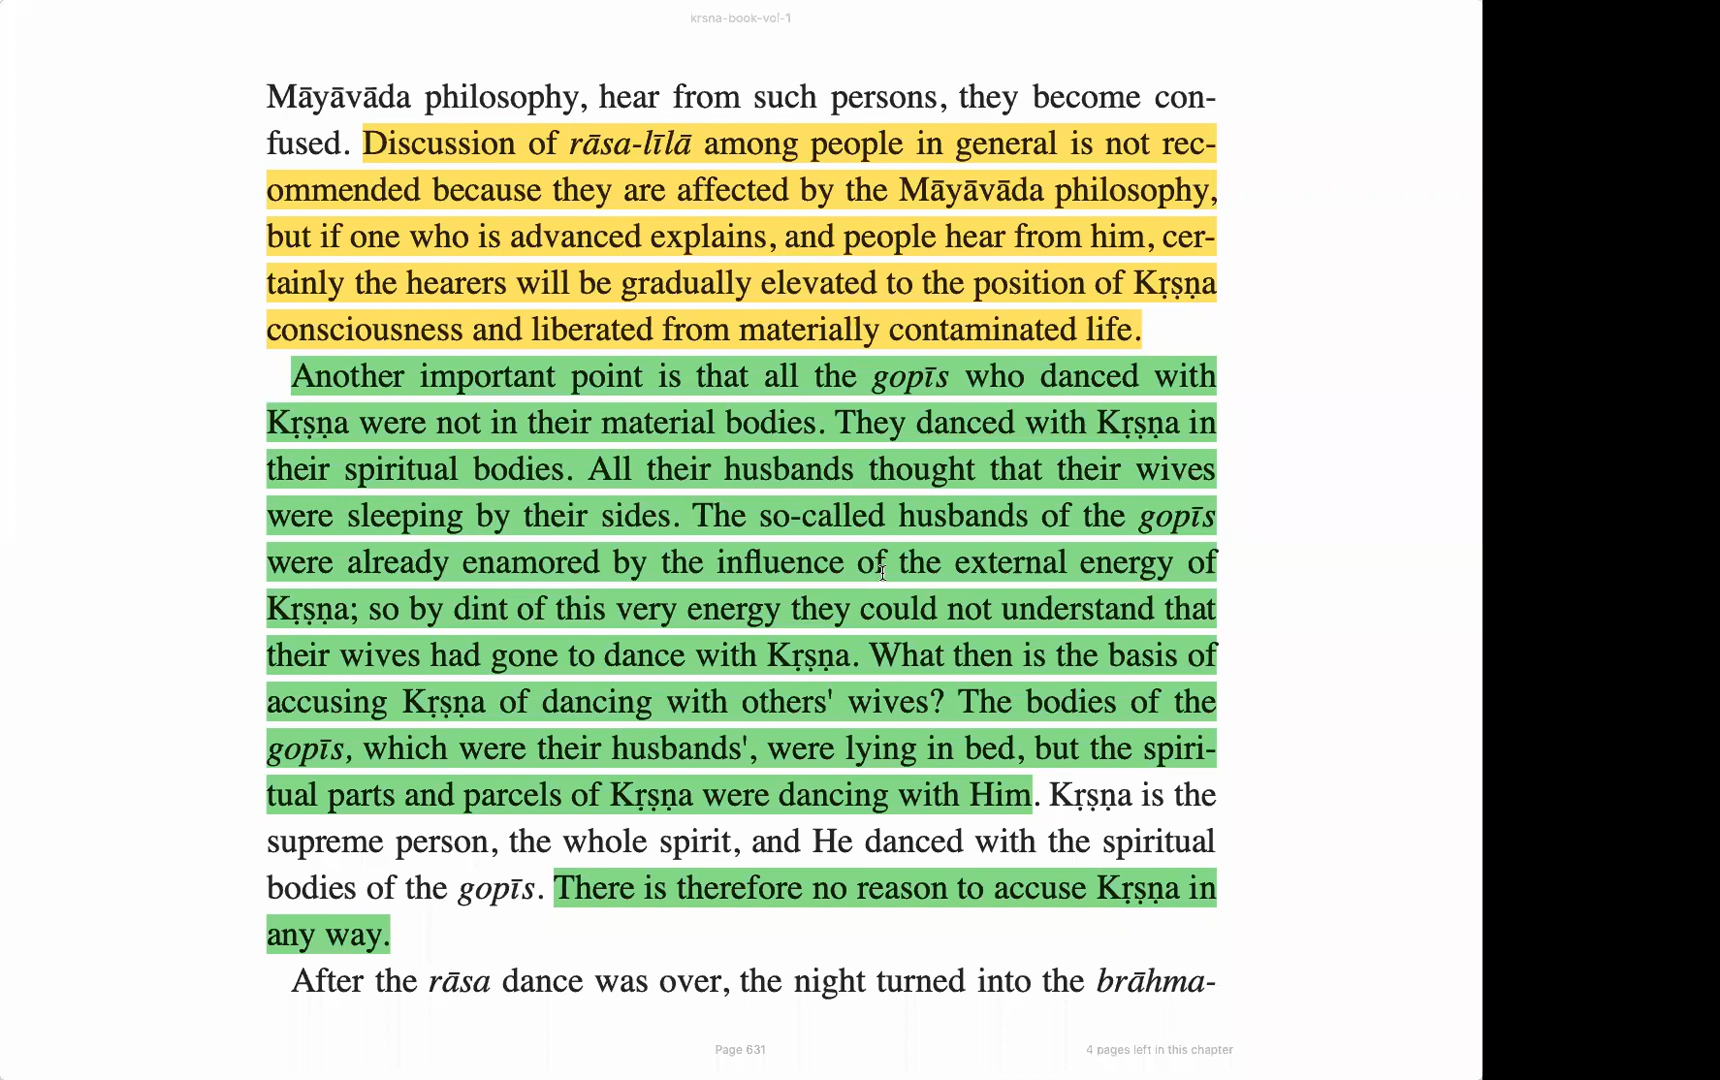 krsna-book-vol-1
Māyāvāda philosophy, hear from such persons, they become con-
fused. Discussion of rāsa-līlā among people in general is not rec-
ommended because they are affected by the Māyāvāda philosophy,
but if one who is advanced explains, and people hear from him, cer-
tainly the hearers will be gradually elevated to the position of Kṛṣṇa
consciousness and liberated from materially contaminated life.
Another important point is that all the gopīs who danced with
Kṛṣṇa were not in their material bodies. They danced with Kṛṣṇa in
their spiritual bodies. All their husbands thought that their wives
were sleeping by their sides. The so-called husbands of the gopīs
were already enamored by the influence of the external energy of
Kṛṣṇa; so by dint of this very energy they could not understand that
their wives had gone to dance with Kṛṣṇa. What then is the basis of
accusing Kṛṣṇa of dancing with others' wives? The bodies of the
gopīs, which were their husbands', were lying in bed, but the spiri-
tual parts and parcels of Kṛṣṇa were dancing with Him. Kṛṣṇa is the
supreme person, the whole spirit, and He danced with the spiritual
bodies of the gopīs. There is therefore no reason to accuse Kṛṣṇa in
any way.
After the rāsa dance was over, the night turned into the brāhma-
Page 631
4 pages left in this chapter